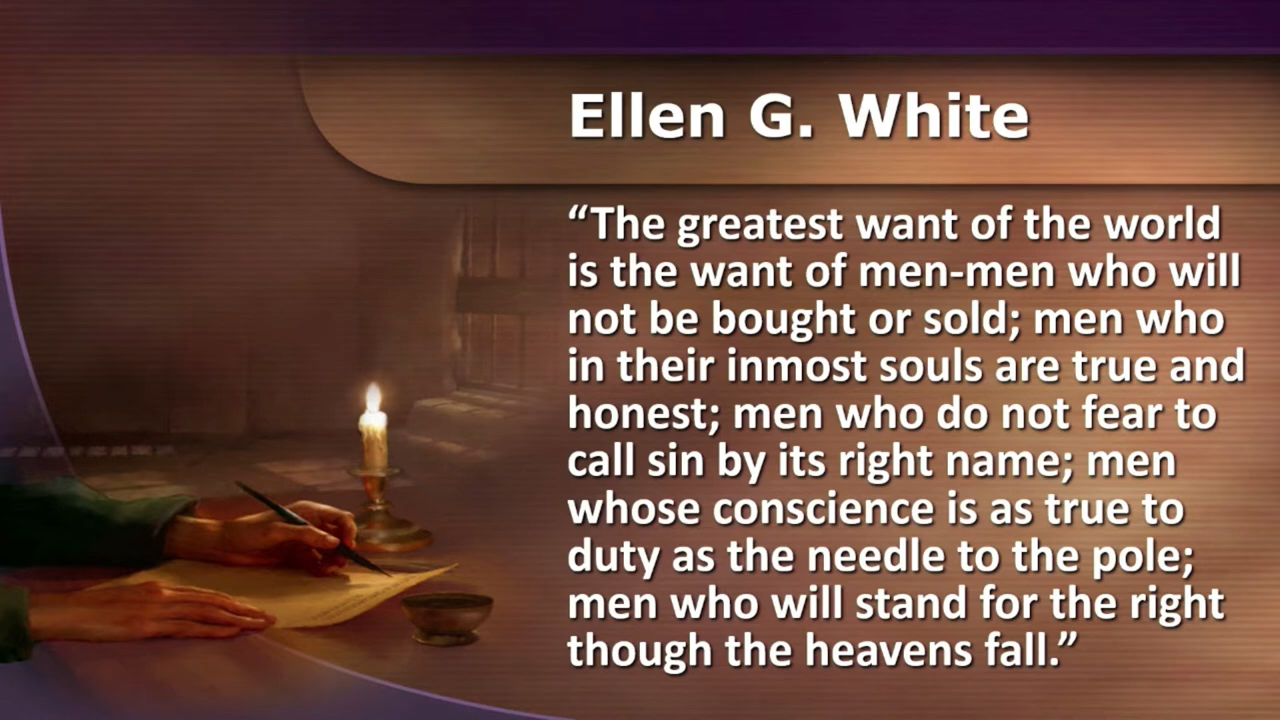 Ellen G. White
“The greatest want of the world
is the want of men-men who will
not be bought or sold; men who
in their inmost souls are true and
honest; men who do not fear to
call sin by its right name; men
whose conscience is as true to
duty as the needle to the pole;
men who will stand for the right
though the heavens fall.”